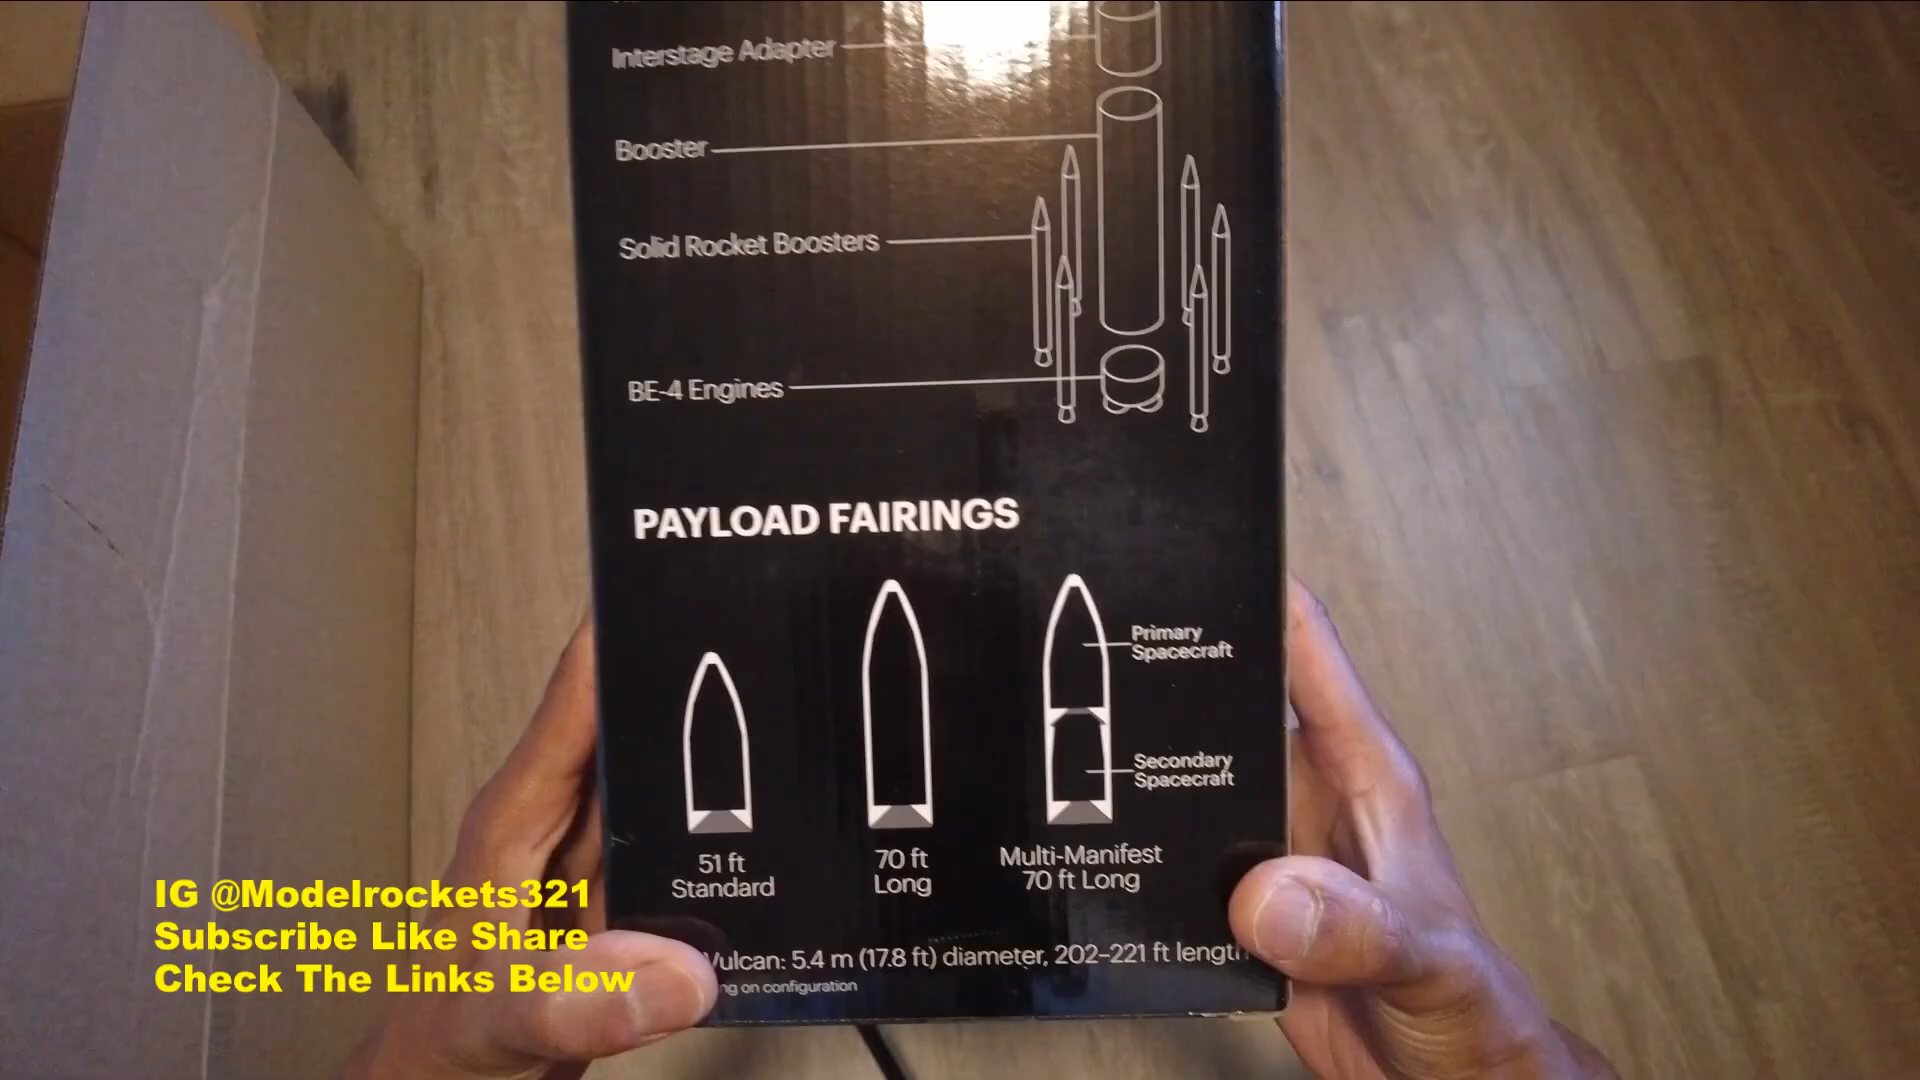 Interstage Adapter
Booster
Solid Rocket Boosters
BE-4 Engines
PAYLOAD FAIRINGS
Primary
Spacecraft
Secondary
Spacecraft
51 ft
Standard
70 ft
Long
Multi-Manifest
70 ft Long
Vulcan: 5.4 m (17.8 ft) diameter, 202–221 ft length
on configuration
IG @Modelrockets321
Subscribe Like Share
Check The Links Below